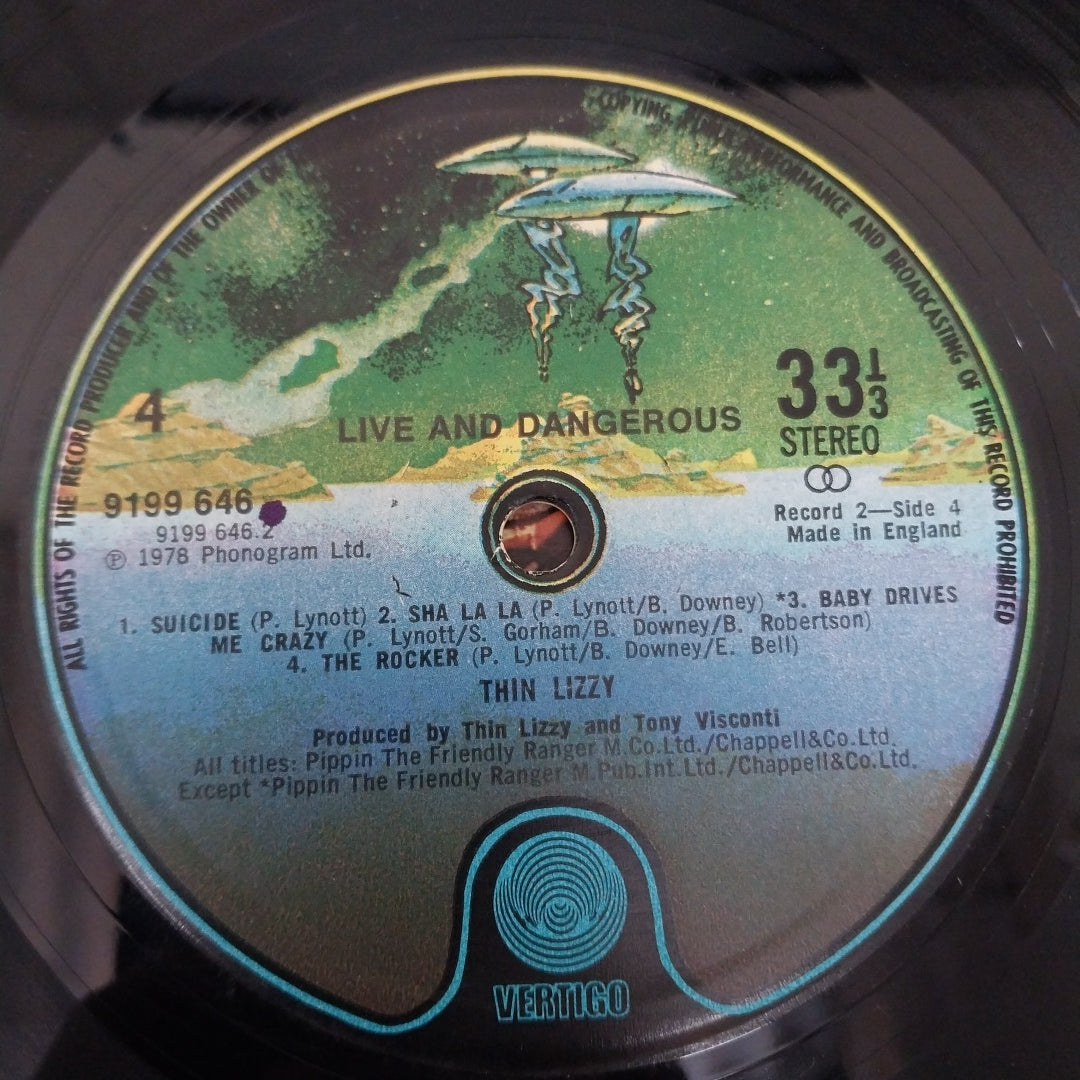 COPYING, PUBLIC PERFORMANCE AND BROADCASTING OF THIS RECORD PROHIBITED
ALL RIGHTS OF THE RECORD PRODUCER AND OF THE OWNER OF
4
LIVE AND DANGEROUS
33 1/3
STEREO
9199 646
9199 646.2
℗ 1978 Phonogram Ltd.
Record 2—Side 4
Made in England
1. SUICIDE (P. Lynott) 2. SHA LA LA (P. Lynott/B. Downey) *3. BABY DRIVES
ME CRAZY (P. Lynott/S. Gorham/B. Downey/B. Robertson)
4. THE ROCKER (P. Lynott/B. Downey/E. Bell)
THIN LIZZY
Produced by Thin Lizzy and Tony Visconti
All titles: Pippin The Friendly Ranger M.Co.Ltd./Chappell&Co.Ltd.
Except *Pippin The Friendly Ranger M.Pub.Int.Ltd./Chappell&Co.Ltd.
VERTIGO